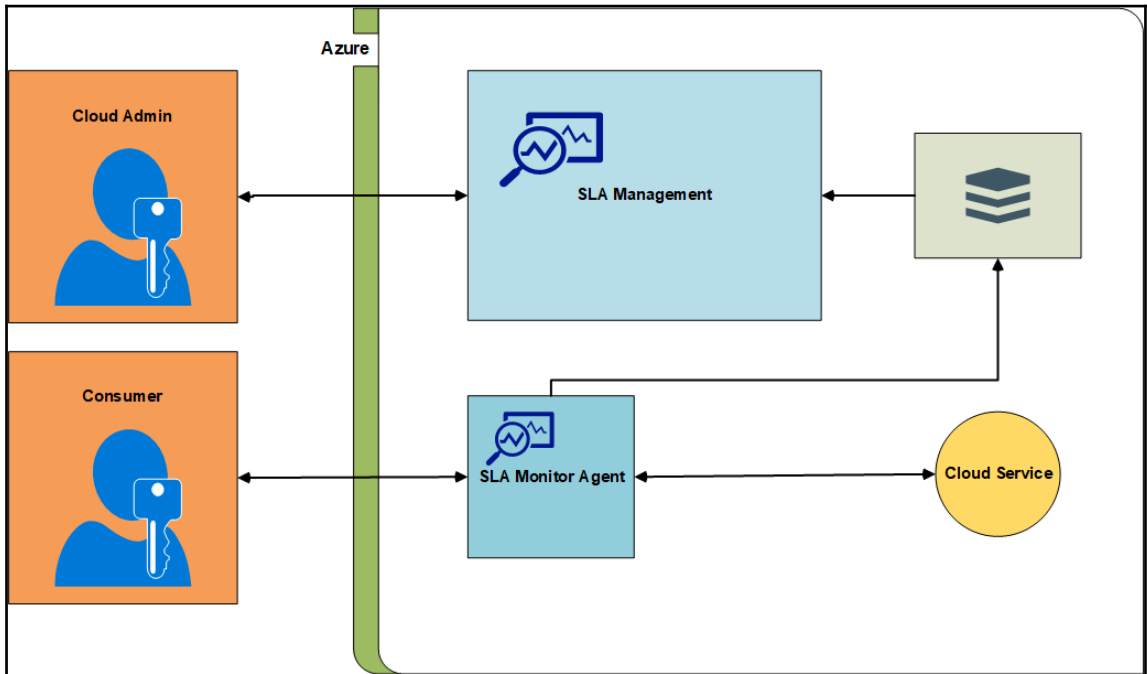 Azure
Cloud Admin
SLA Management
Consumer
SLA Monitor Agent
Cloud Service